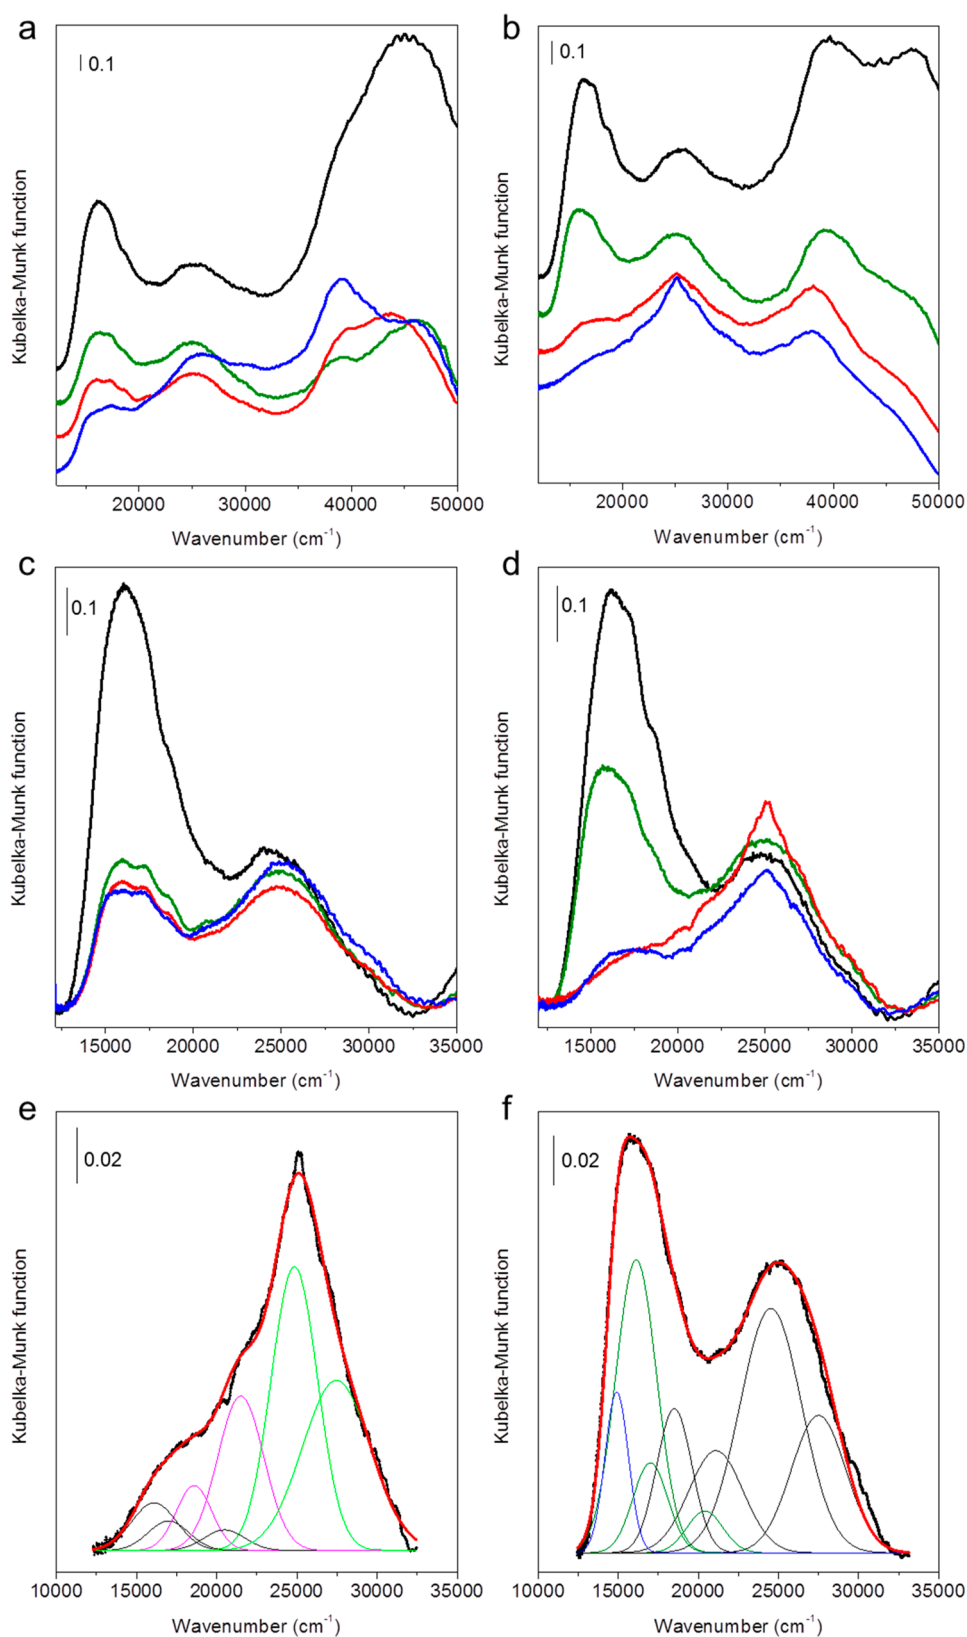 a
0.1
Kubelka-Munk function
20000 30000 40000 50000
Wavenumber (cm⁻¹)
b
0.1
Kubelka-Munk function
20000 30000 40000 50000
Wavenumber (cm⁻¹)
c
0.1
Kubelka-Munk function
15000 20000 25000 30000 35000
Wavenumber (cm⁻¹)
d
0.1
Kubelka-Munk function
15000 20000 25000 30000 35000
Wavenumber (cm⁻¹)
e
0.02
Kubelka-Munk function
10000 15000 20000 25000 30000 35000
Wavenumber (cm⁻¹)
f
0.02
Kubelka-Munk function
10000 15000 20000 25000 30000 35000
Wavenumber (cm⁻¹)